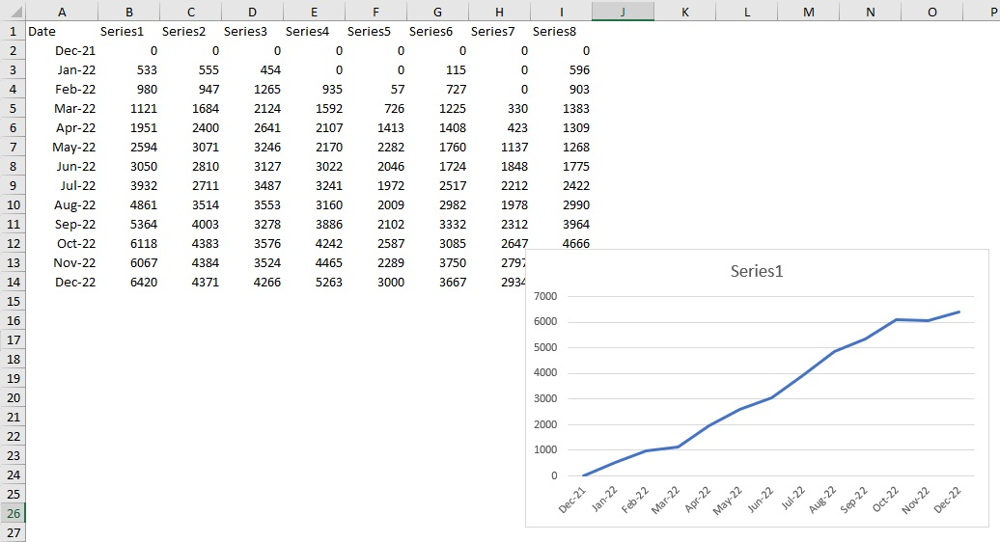 A B C D E F G H I J K L M N O P
1 Date Series1 Series2 Series3 Series4 Series5 Series6 Series7 Series8
2 Dec-21 0 0 0 0 0 0 0 0
3 Jan-22 533 555 454 0 0 115 0 596
4 Feb-22 980 947 1265 935 57 727 0 903
5 Mar-22 1121 1684 2124 1592 726 1225 330 1383
6 Apr-22 1951 2400 2641 2107 1413 1408 423 1309
7 May-22 2594 3071 3246 2170 2282 1760 1137 1268
8 Jun-22 3050 2810 3127 3022 2046 1724 1848 1775
9 Jul-22 3932 2711 3487 3241 1972 2517 2212 2422
10 Aug-22 4861 3514 3553 3160 2009 2982 1978 2990
11 Sep-22 5364 4003 3278 3886 2102 3332 2312 3964
12 Oct-22 6118 4383 3576 4242 2587 3085 2647 4666
13 Nov-22 6067 4384 3524 4465 2289 3750 2797
14 Dec-22 6420 4371 4266 5263 3000 3667 2934
15
16
17
18
19
20
21
22
23
24
25
26
27
Series1
7000
6000
5000
4000
3000
2000
1000
0
Dec-21 Jan-22 Feb-22 Mar-22 Apr-22 May-22 Jun-22 Jul-22 Aug-22 Sep-22 Oct-22 Nov-22 Dec-22